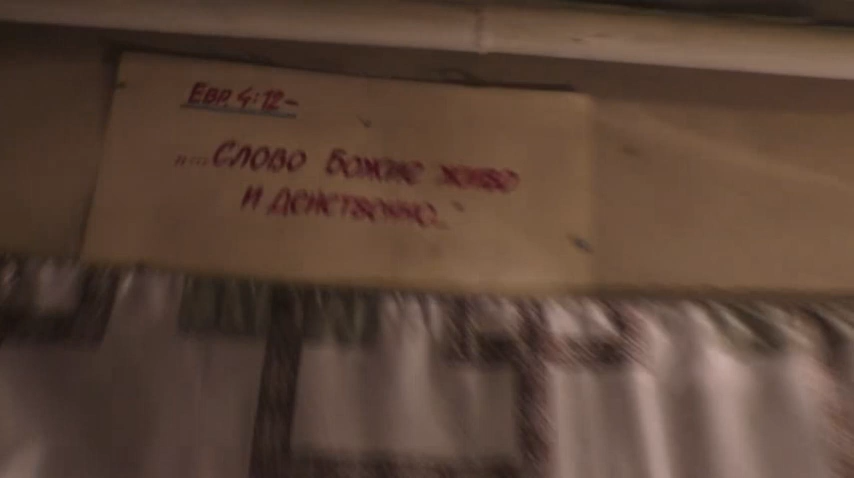 Евр. 4:12-
„...Слово Божие живо
и действенно..."